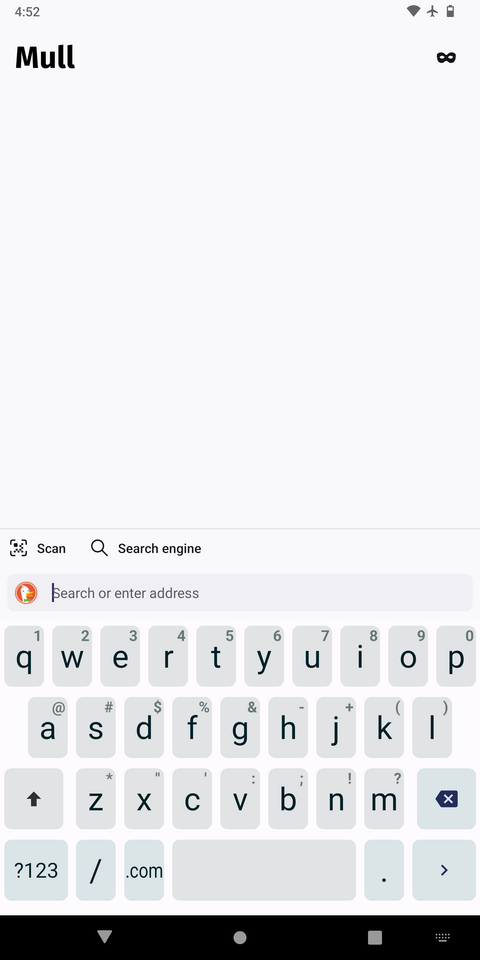 4:52
Mull
Scan Search engine
Search or enter address
1 2 3 4 5 6 7 8 9 0
q w e r t y u i o p
@ # $ % & - + ( )
a s d f g h j k l
* " ' : ; ! ?
z x c v b n m
?123 / .com . >